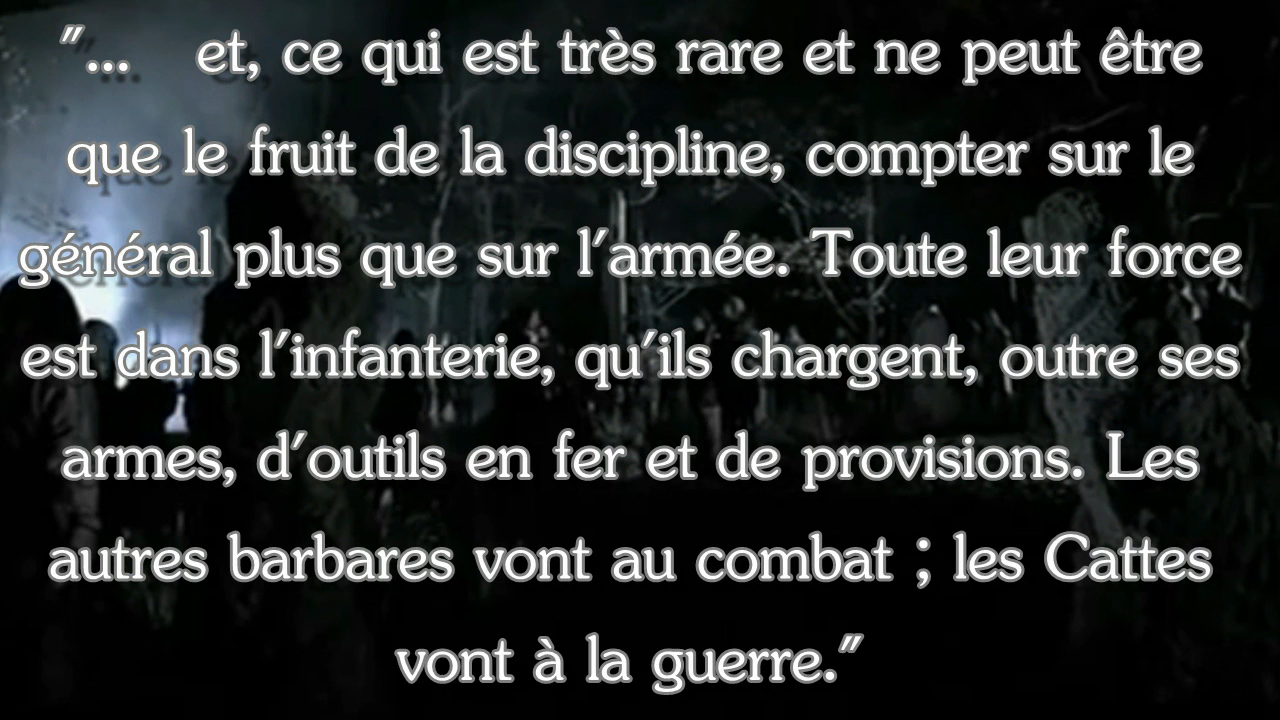 "... et, ce qui est très rare et ne peut être
que le fruit de la discipline, compter sur le
général plus que sur l'armée. Toute leur force
est dans l'infanterie, qu'ils chargent, outre ses
armes, d'outils en fer et de provisions. Les
autres barbares vont au combat ; les Cattes
vont à la guerre."